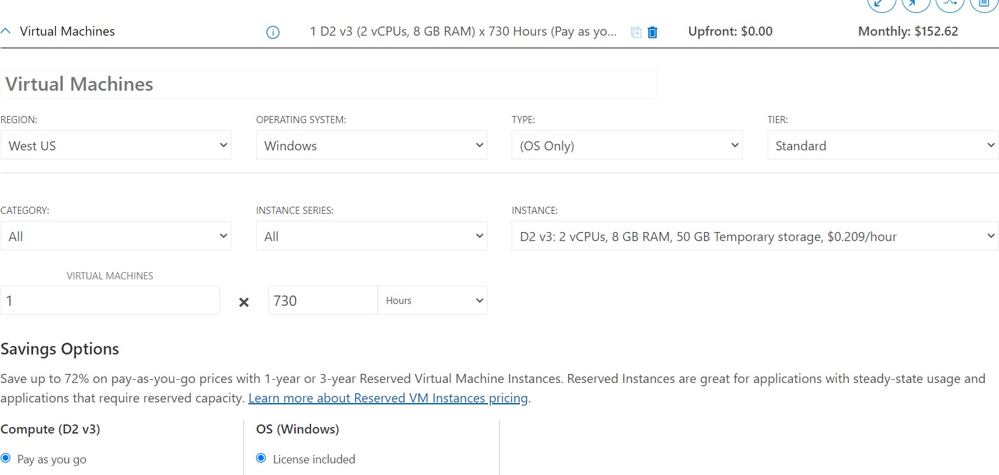 Virtual Machines 1 D2 v3 (2 vCPUs, 8 GB RAM) x 730 Hours (Pay as yo... Upfront: $0.00 Monthly: $152.62
Virtual Machines
REGION: OPERATING SYSTEM: TYPE: TIER:
West US Windows (OS Only) Standard
CATEGORY: INSTANCE SERIES: INSTANCE:
All All D2 v3: 2 vCPUs, 8 GB RAM, 50 GB Temporary storage, $0.209/hour
VIRTUAL MACHINES
1 × 730 Hours
Savings Options
Save up to 72% on pay-as-you-go prices with 1-year or 3-year Reserved Virtual Machine Instances. Reserved Instances are great for applications with steady-state usage and
applications that require reserved capacity. Learn more about Reserved VM Instances pricing.
Compute (D2 v3) OS (Windows)
Pay as you go License included